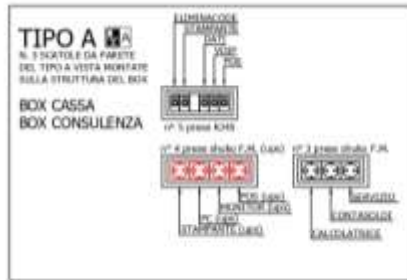 TIPO A A
N. 3 SCATOLE DA PARETE
DEL TIPO A VISTA MONTATE
SULLA STRUTTURA DEL BOX
BOX CASSA
BOX CONSULENZA
ELIMINACODE
STAMPANTE
DATI
VOIP
POS
n° 5 prese RJ45
n° 4 prese shuko F.M. (ups)
POS (ups)
MONITOR (ups)
PC (ups)
STAMPANTE (ups)
n° 3 prese shuko F.M.
SERVIZIO
CONTASOLDI
CALCOLATRICE